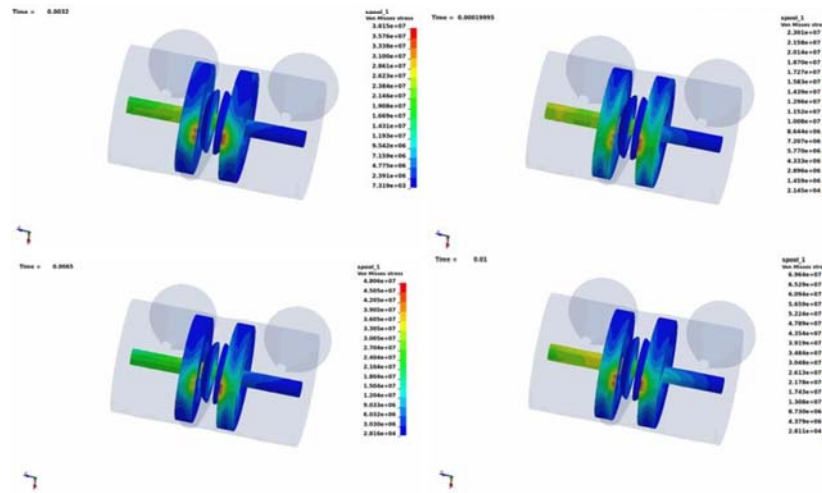 Time = 0.0032
spool_1
Von Misses stress
3.815e+07
3.576e+07
3.338e+07
3.100e+07
2.861e+07
2.623e+07
2.384e+07
2.146e+07
1.908e+07
1.669e+07
1.431e+07
1.193e+07
9.542e+06
7.159e+06
4.775e+06
2.391e+06
7.319e+03
Time = 0.00019995
spool_1
Von Misses stress
2.301e+07
2.158e+07
2.014e+07
1.870e+07
1.727e+07
1.583e+07
1.439e+07
1.296e+07
1.152e+07
1.008e+07
8.644e+06
7.207e+06
5.770e+06
4.333e+06
2.896e+06
1.459e+06
2.145e+04
Time = 0.0065
spool_1
Von Misses stress
4.806e+07
4.505e+07
4.205e+07
3.905e+07
3.605e+07
3.305e+07
3.005e+07
2.704e+07
2.404e+07
2.104e+07
1.804e+07
1.504e+07
1.204e+07
9.033e+06
6.032e+06
3.030e+06
2.816e+04
Time = 0.01
spool_1
Von Misses stress
6.964e+07
6.529e+07
6.094e+07
5.659e+07
5.224e+07
4.789e+07
4.354e+07
3.919e+07
3.484e+07
3.048e+07
2.613e+07
2.178e+07
1.743e+07
1.308e+07
8.730e+06
4.379e+06
2.811e+04